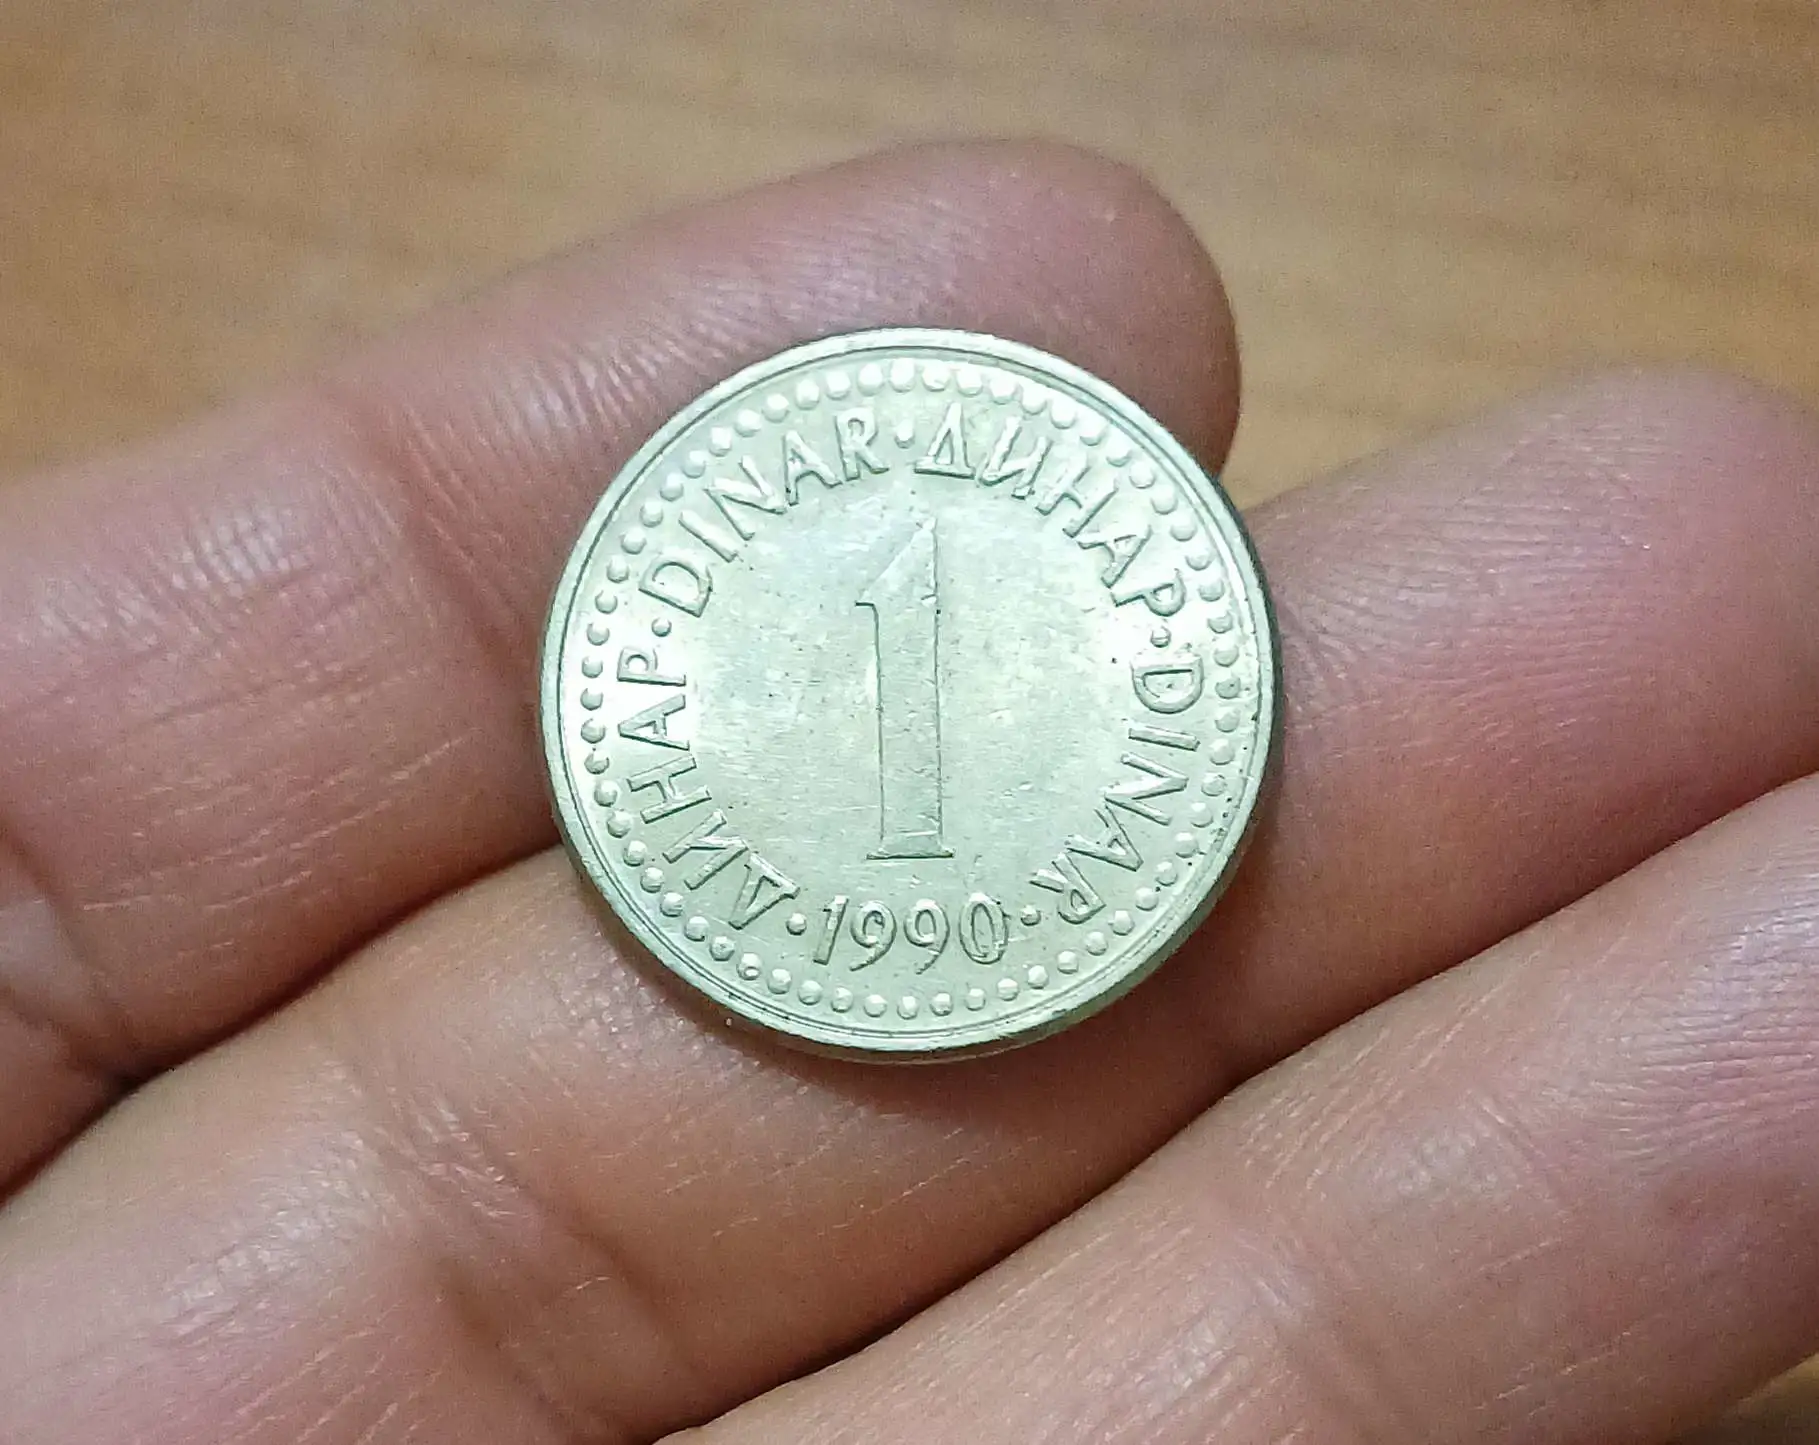 ДИНАР · DINAR · ДИНАР · DINAR · 1990 ·
1